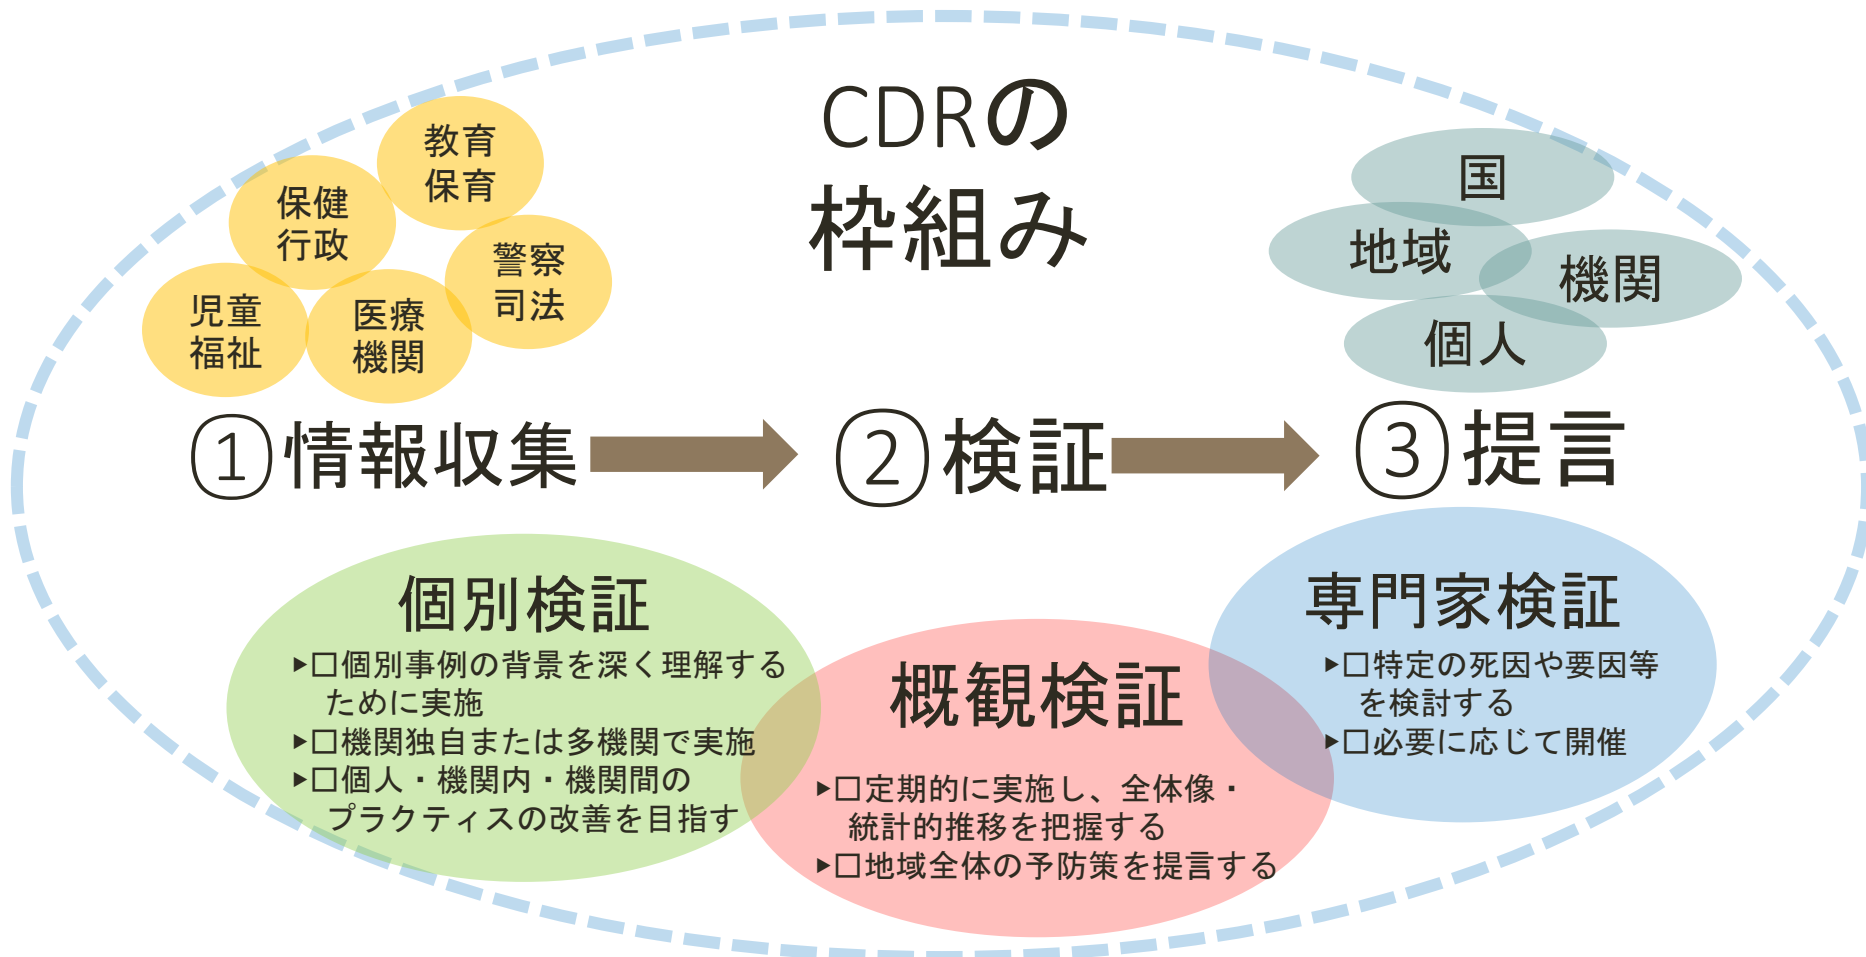 CDRの
枠組み
教育
保育
保健
行政
警察
司法
児童
福祉
医療
機関
国
地域
機関
個人
①情報収集
②検証
③提言
個別検証
▶□個別事例の背景を深く理解する
ために実施
▶□機関独自または多機関で実施
▶□個人・機関内・機関間の
プラクティスの改善を目指す
概観検証
▶□定期的に実施し、全体像・
統計的推移を把握する
▶□地域全体の予防策を提言する
専門家検証
▶□特定の死因や要因等
を検討する
▶□必要に応じて開催